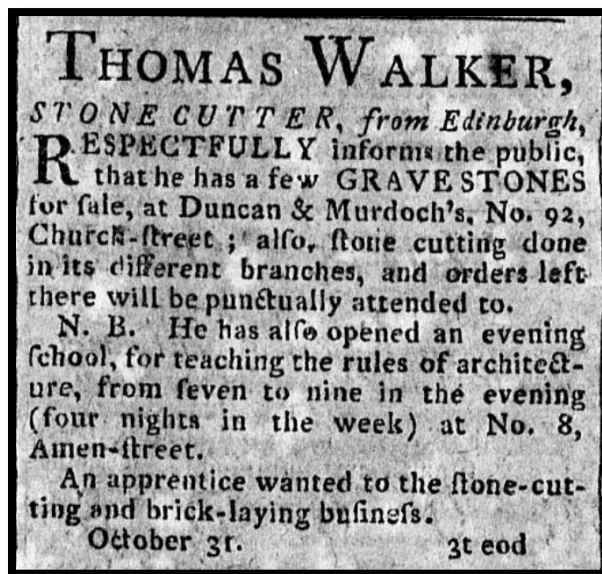 THOMAS WALKER,
STONE CUTTER, from Edinburgh,
RESPECTFULLY informs the public,
that he has a few GRAVE STONES
for ſale, at Duncan & Murdoch's, No. 92,
Church-ſtreet ; alſo, ſtone cutting done
in its different branches, and orders left
there will be punctually attended to.
N. B. He has alſo opened an evening
ſchool, for teaching the rules of architect-
ure, from ſeven to nine in the evening
(four nights in the week) at No. 8,
Amen-ſtreet.
An apprentice wanted to the ſtone-cut-
ting and brick-laying buſineſs.
October 31. 3t eod